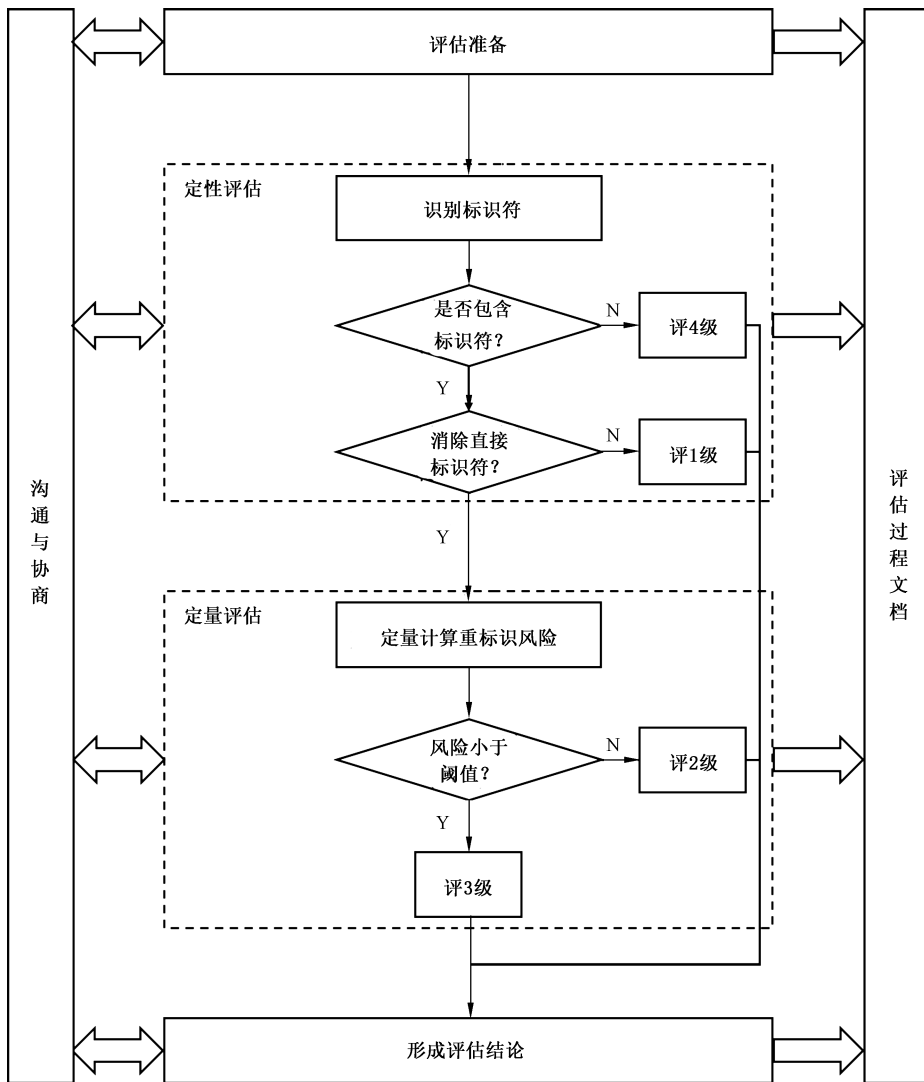 评估准备
定性评估
识别标识符
是否包含
标识符?
N
评4级
Y
消除直接
标识符?
N
评1级
Y
沟
通
与
协
商
评
估
过
程
文
档
定量评估
定量计算重标识风险
风险小于
阈值?
N
评2级
Y
评3级
形成评估结论